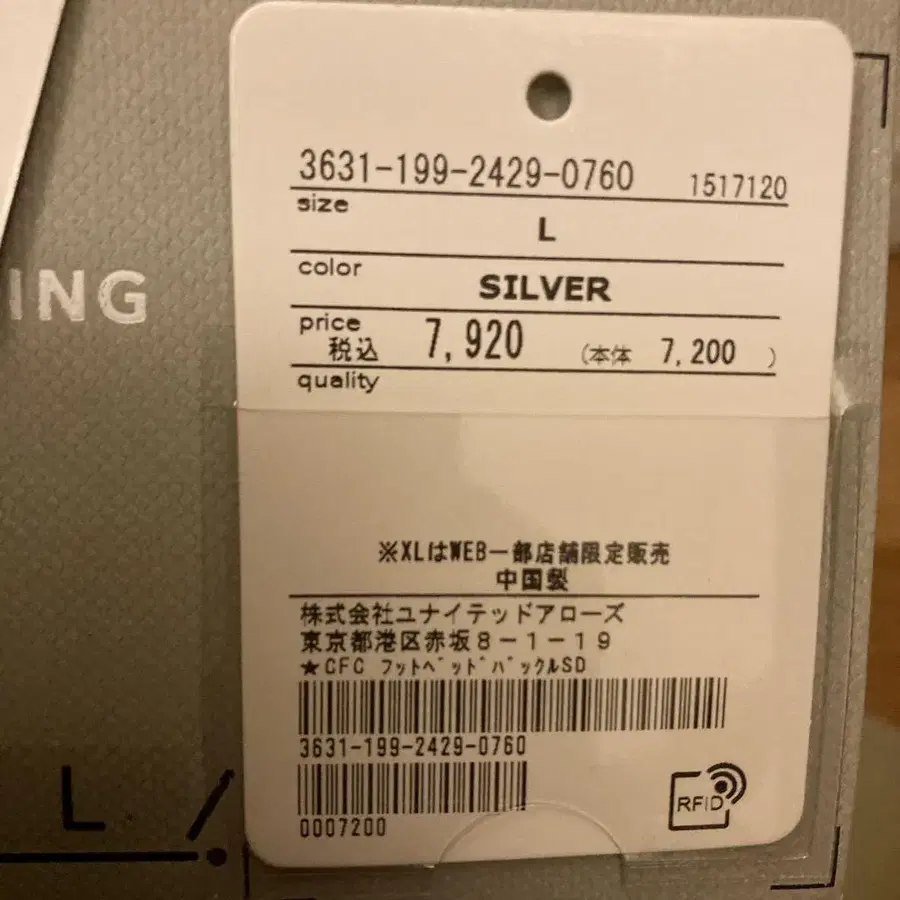 3631-199-2429-0760 1517120
size
L
color
SILVER
price
税込 7,920 (本体 7,200 )
quality
ING
※XLはWEB一部店舗限定販売
中国製
株式会社ユナイテッドアローズ
東京都港区赤坂8-1-19
★CFC フットベッドバックルSD
3631-199-2429-0760
0007200
RFID
L /